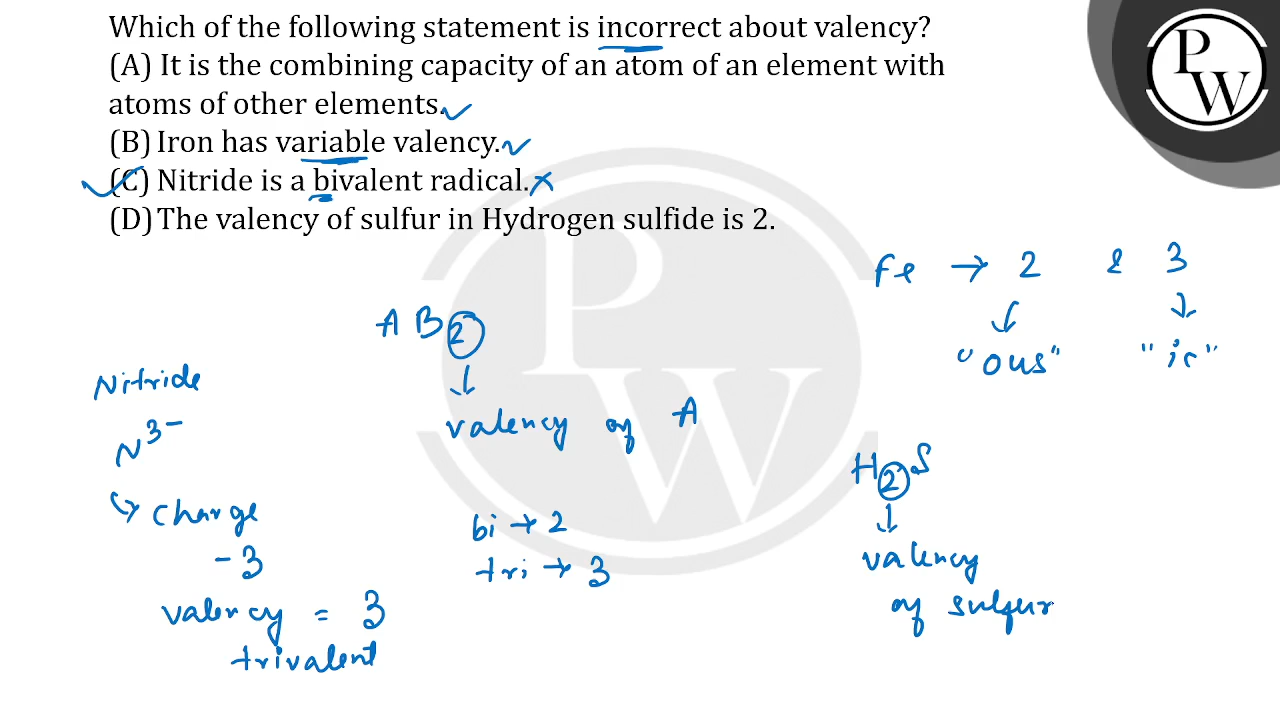 Which of the following statement is incorrect about valency?
(A) It is the combining capacity of an atom of an element with
atoms of other elements.
(B) Iron has variable valency.
(C) Nitride is a bivalent radical.
(D) The valency of sulfur in Hydrogen sulfide is 2.
PW
Fe → 2 & 3
"ous" "ic"
AB2
valency of A
Nitride
N3-
↳ charge
-3
valency = 3
trivalent
bi → 2
tri → 3
H2S
valency
of sulfur
PW